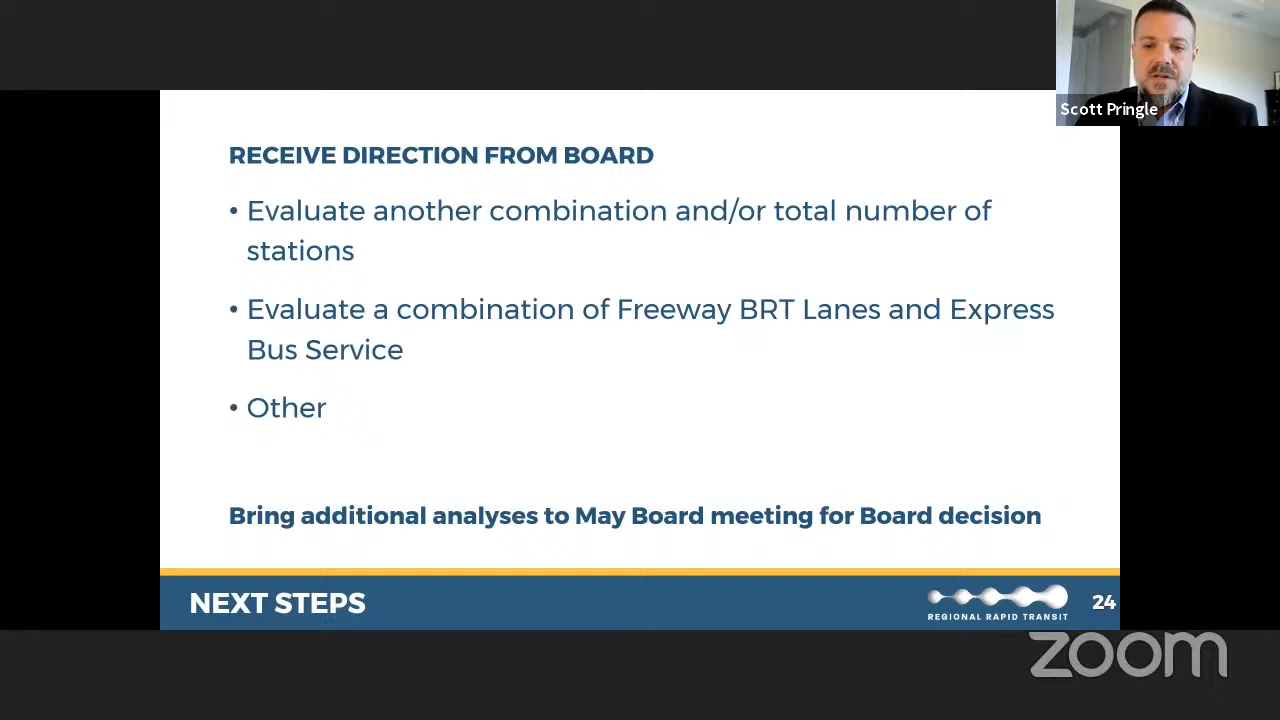 Scott Pringle
RECEIVE DIRECTION FROM BOARD
• Evaluate another combination and/or total number of
stations
• Evaluate a combination of Freeway BRT Lanes and Express
Bus Service
• Other
Bring additional analyses to May Board meeting for Board decision
NEXT STEPS
REGIONAL RAPID TRANSIT
24
zoom